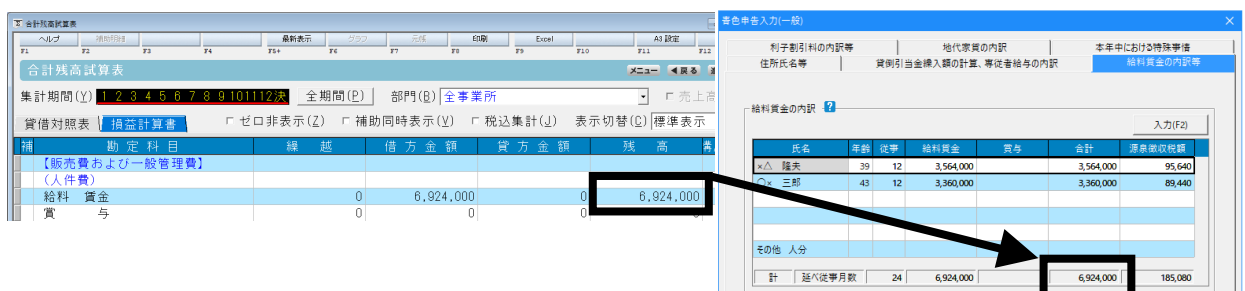 合計残高試算表
ヘルプ 補助明細 最新表示 グラフ 元帳 印刷 Excel A3 設定
F1 F2 F3 F4 F5+ F6 F7 F8 F9 F10 F11 F12
合計残高試算表 メニュー ◀戻る
集計期間(Y) 1 2 3 4 5 6 7 8 9 10 11 12 決 全期間(P) 部門(B) 全事業所 売上高
貸借対照表 損益計算書 ゼロ非表示(Z) 補助同時表示(V) 税込集計(J) 表示切替(C) 標準表示
補 勘定科目 繰越 借方金額 貸方金額 残高
【販売費および一般管理費】
(人件費)
給料 賃金 0 6,924,000 0 6,924,000
賞与 0 0 0 0
青色申告入力(一般) ×
利子割引料の内訳等 地代家賃の内訳 本年中における特殊事情
住所氏名等 貸倒引当金繰入額の計算、専従者給与の内訳 給料賃金の内訳等
給料賃金の内訳 ?
入力(F2)
氏名 年齢 従事 給料賃金 賞与 合計 源泉徴収税額
×△ 隆夫 39 12 3,564,000 3,564,000 95,640
○× 三郎 43 12 3,360,000 3,360,000 89,440
その他 人分
計 延べ従事月数 24 6,924,000 6,924,000 185,080